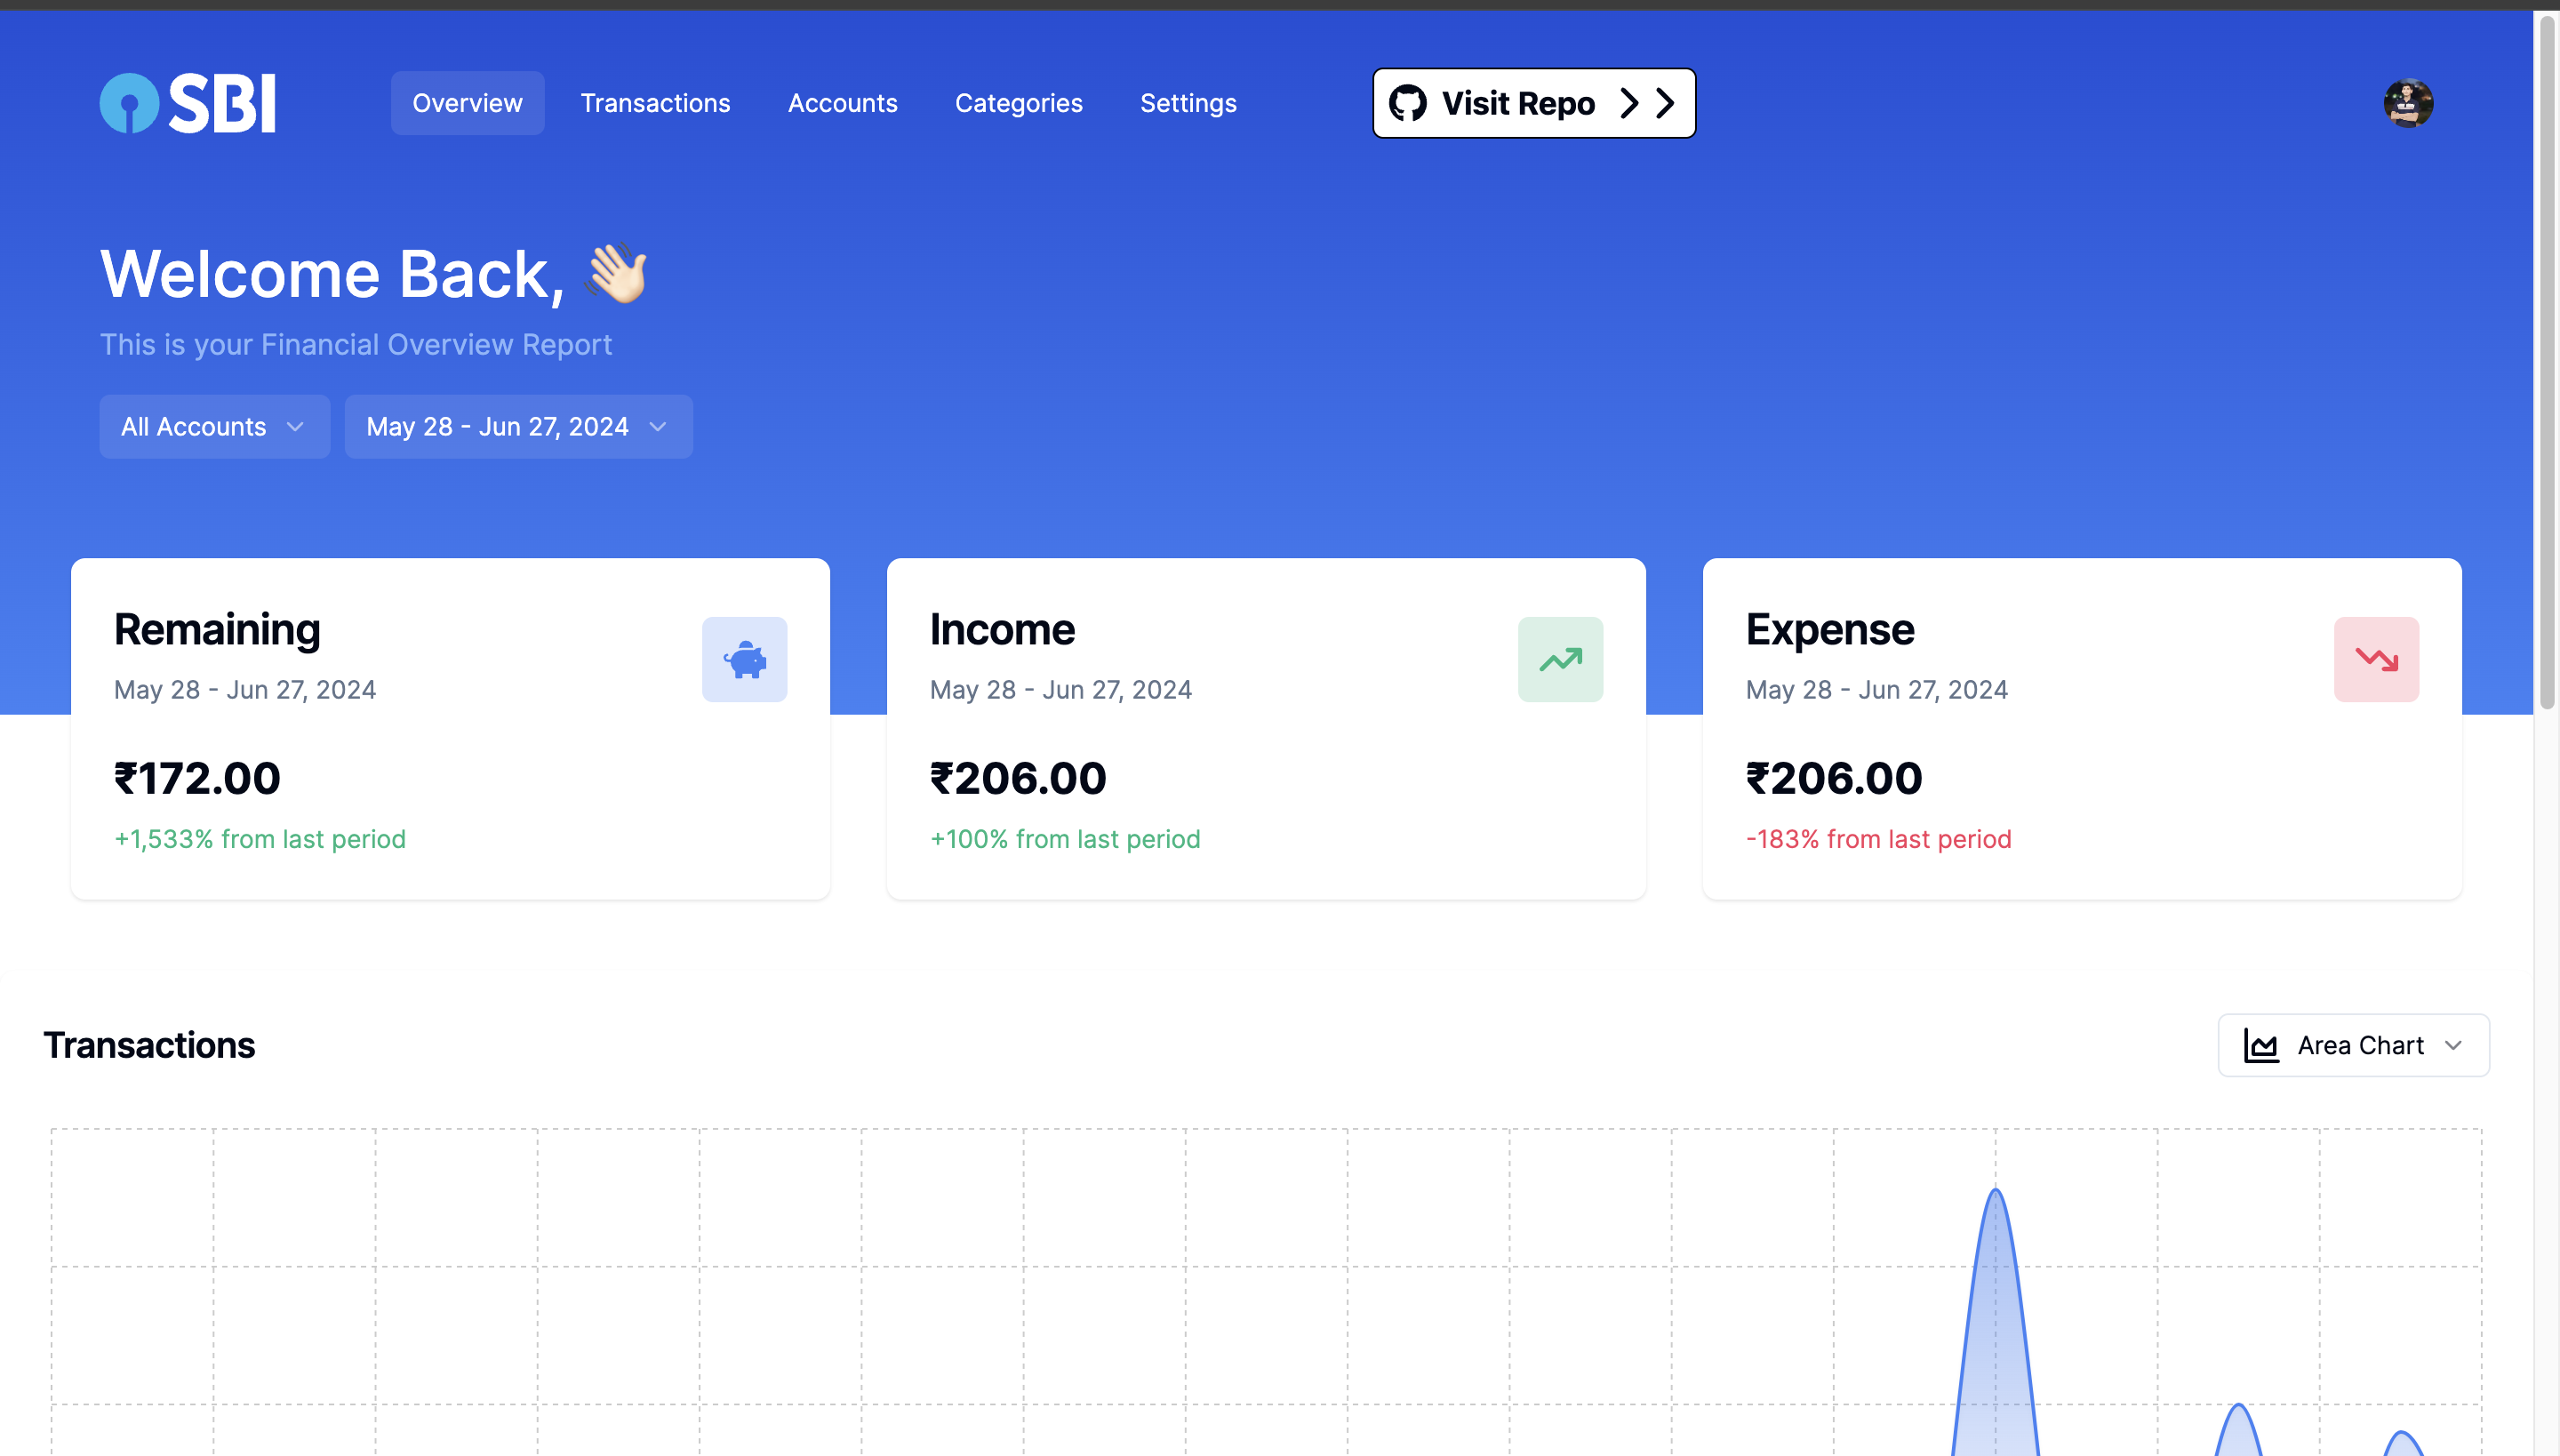 SBI
Overview
Transactions
Accounts
Categories
Settings
Visit Repo
Welcome Back, 👋🏻
This is your Financial Overview Report
All Accounts
May 28 - Jun 27, 2024
Remaining
May 28 - Jun 27, 2024
₹172.00
+1,533% from last period
Income
May 28 - Jun 27, 2024
₹206.00
+100% from last period
Expense
May 28 - Jun 27, 2024
₹206.00
-183% from last period
Transactions
Area Chart